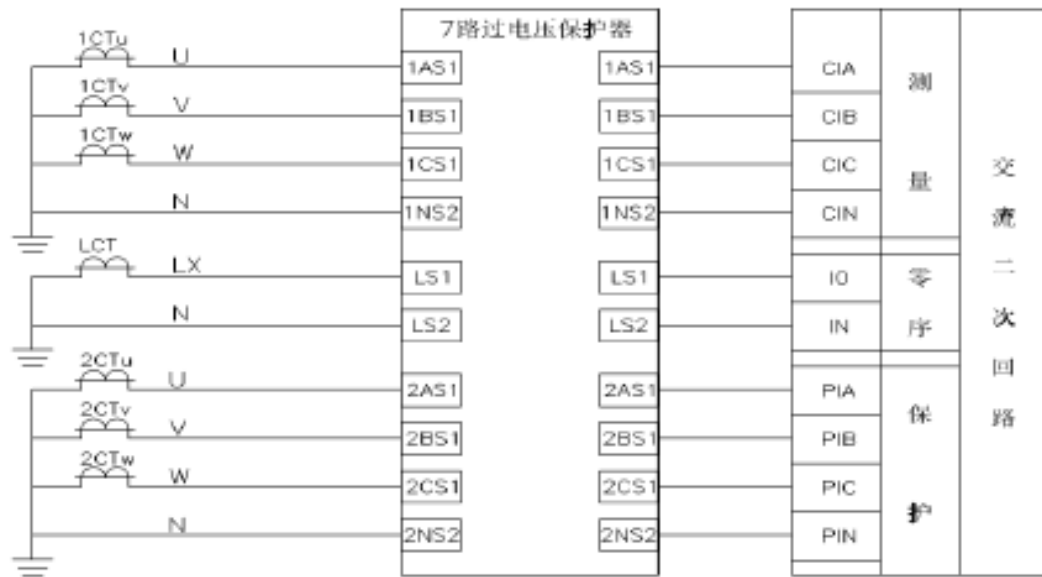 7路过电压保护器
1CTu U 1AS1 1AS1 CIA
1CTv V 1BS1 1BS1 CIB
1CTw W 1CS1 1CS1 CIC
N 1NS2 1NS2 CIN
测量
LCT LX LS1 LS1 I0
N LS2 LS2 IN
零序
2CTu U 2AS1 2AS1 PIA
2CTv V 2BS1 2BS1 PIB
2CTw W 2CS1 2CS1 PIC
N 2NS2 2NS2 PIN
保护
交流二次回路